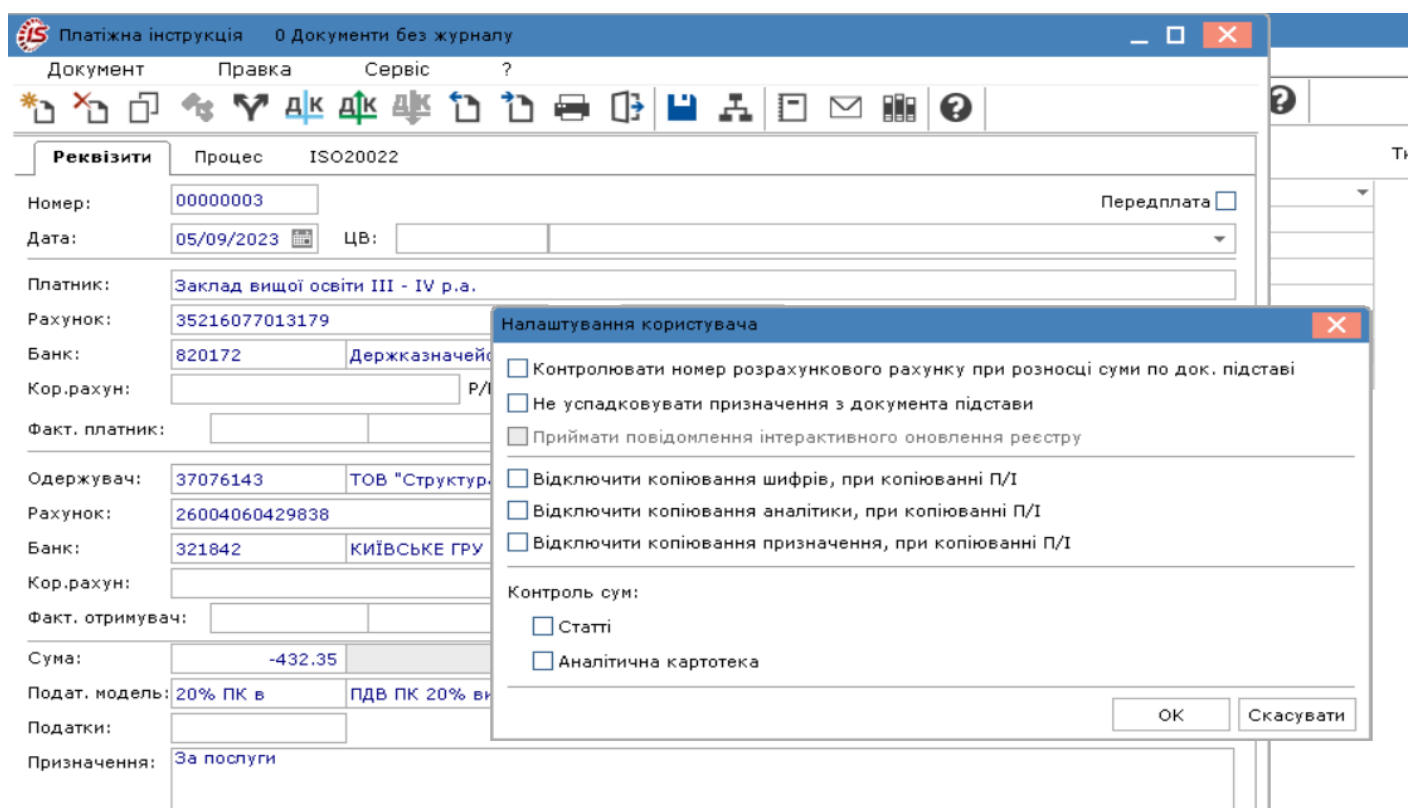 Платіжна інструкція 0 Документи без журналу
Документ Правка Сервіс ?
Реквізити Процес ISO20022
Номер: 00000003 Передплата
Дата: 05/09/2023 ЦВ:
Платник: Заклад вищої освіти III - IV р.а.
Рахунок: 35216077013179
Банк: 820172
Кор.рахун:
Факт. платник:
Одержувач: 37076143 ТОВ
Рахунок: 26004060429838
Банк: 321842 КИЇВСЬКЕ ГРУ
Кор.рахун:
Факт. отримувач:
Сума: -432.35
Подат. модель: 20% ПК в ПДВ ПК 20%
Податки:
Призначення: За послуги
Налаштування користувача
Контролювати номер розрахункового рахунку при розносці суми по док. підставі
Не успадковувати призначення з документа підстави
Приймати повідомлення інтерактивного оновлення реєстру
Відключити копіювання шифрів, при копіюванні П/І
Відключити копіювання аналітики, при копіюванні П/І
Відключити копіювання призначення, при копіюванні П/І
Контроль сум:
Статті
Аналітична картотека
OK Скасувати